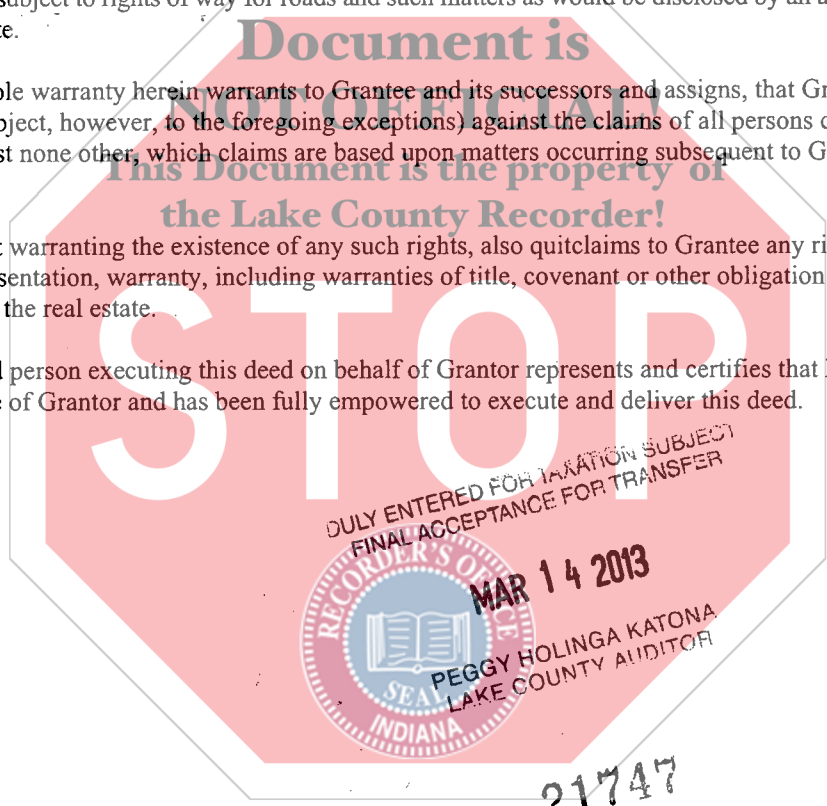 subject to rights of way for roads and such matters as would be disclosed by an a
te.
Document is
ole warranty herein warrants to Grantee and its successors and assigns, that Gr
NOT OFFICIAL!
bject, however, to the foregoing exceptions) against the claims of all persons c
st none other, which claims are based upon matters occurring subsequent to G
This Document is the property of
the Lake County Recorder!
t warranting the existence of any such rights, also quitclaims to Grantee any ri
sentation, warranty, including warranties of title, covenant or other obligation
the real estate.
STOP
l person executing this deed on behalf of Grantor represents and certifies that
e of Grantor and has been fully empowered to execute and deliver this deed.
DULY ENTERED FOR TAXATION SUBJECT
FINAL ACCEPTANCE FOR TRANSFER
MAR 14 2013
PEGGY HOLINGA KATONA
LAKE COUNTY AUDITOR
RECORDER'S OFFICE
SEAL
INDIANA
21747